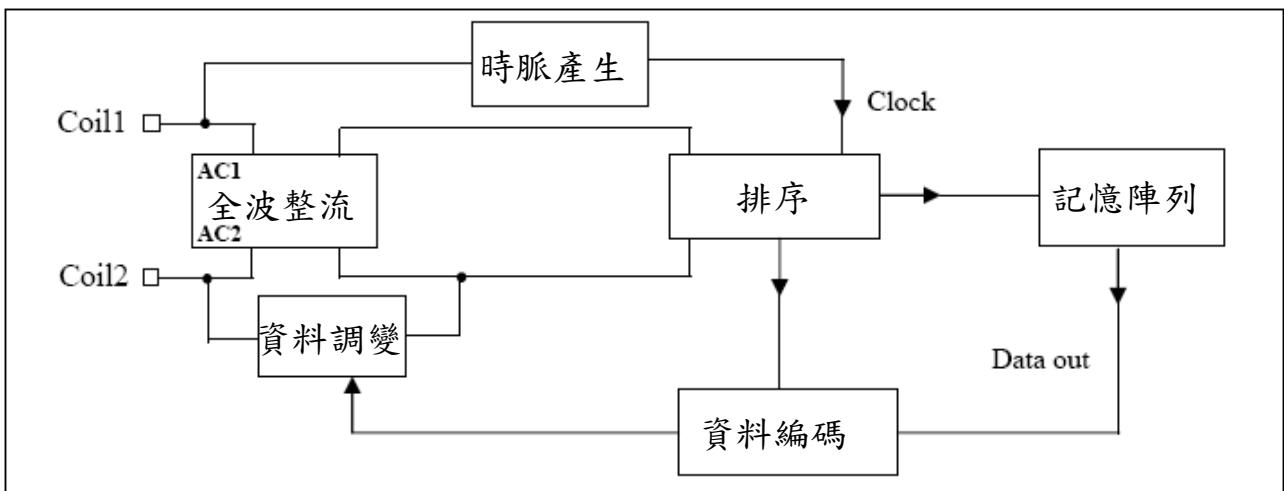 時脈產生
Clock
Coil1
AC1
全波整流
AC2
排序
記憶陣列
Coil2
資料調變
Data out
資料編碼